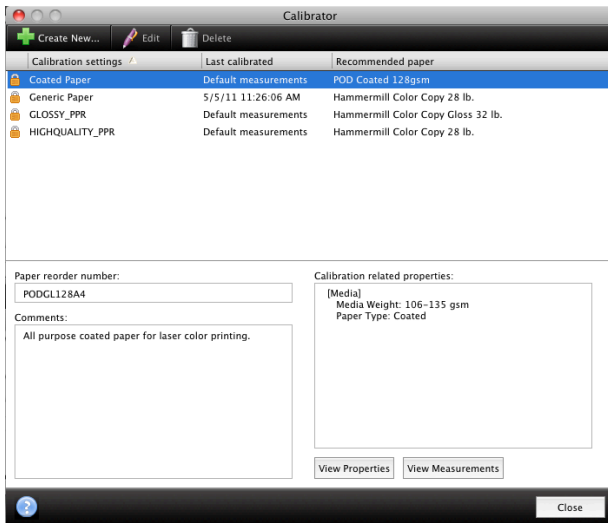 Calibrator
Create New... Edit Delete
Calibration settings Last calibrated Recommended paper
Coated Paper Default measurements POD Coated 128gsm
Generic Paper 5/5/11 11:26:06 AM Hammermill Color Copy 28 lb.
GLOSSY_PPR Default measurements Hammermill Color Copy Gloss 32 lb.
HIGHQUALITY_PPR Default measurements Hammermill Color Copy 28 lb.
Paper reorder number:
PODGL128A4
Comments:
All purpose coated paper for laser color printing.
Calibration related properties:
[Media]
Media Weight: 106-135 gsm
Paper Type: Coated
View Properties View Measurements
? Close